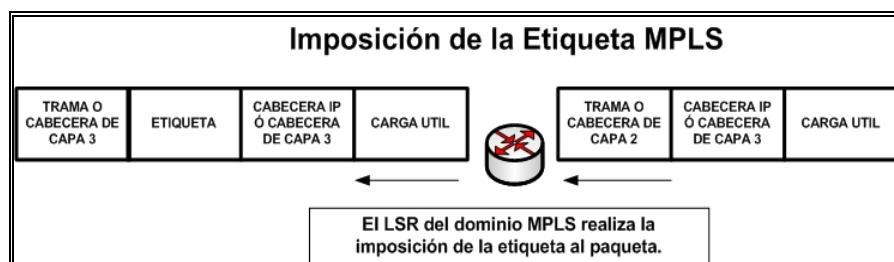 Imposición de la Etiqueta MPLS
TRAMA O
CABECERA DE
CAPA 3
ETIQUETA
CABECERA IP
Ó CABECERA
DE CAPA 3
CARGA UTIL
TRAMA O
CABECERA DE
CAPA 2
CABECERA IP
Ó CABECERA
DE CAPA 3
CARGA UTIL
El LSR del dominio MPLS realiza la
imposición de la etiqueta al paqueta.